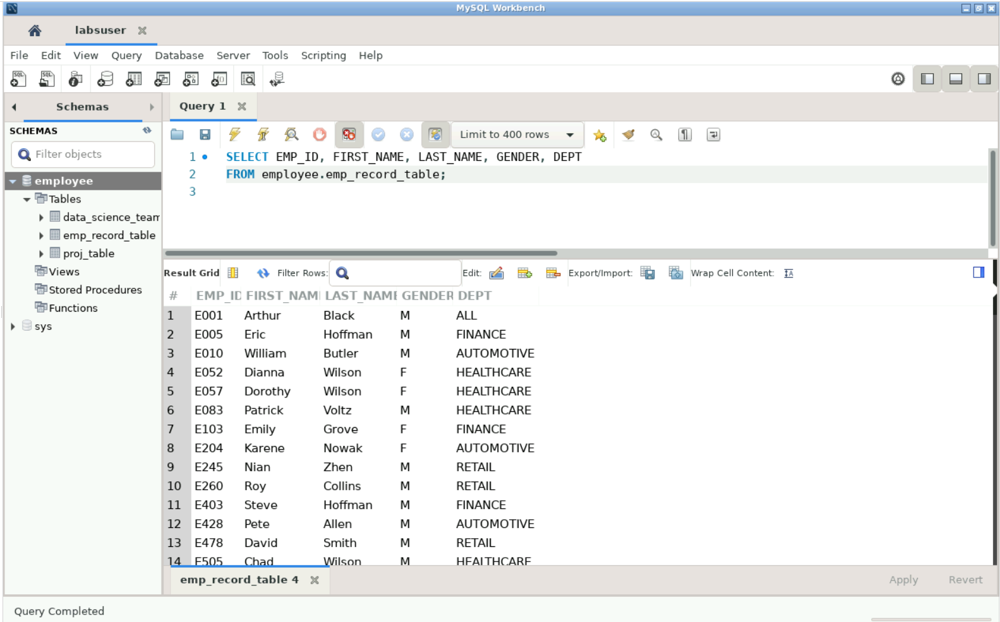 MySQL Workbench
labsuser
File Edit View Query Database Server Tools Scripting Help
Schemas
Query 1
SCHEMAS
Filter objects
Limit to 400 rows
1 SELECT EMP_ID, FIRST_NAME, LAST_NAME, GENDER, DEPT
2 FROM employee.emp_record_table;
3
employee
Tables
data_science_team
emp_record_table
proj_table
Views
Stored Procedures
Functions
sys
Result Grid Filter Rows: Edit: Export/Import: Wrap Cell Content:
# EMP_ID FIRST_NAM LAST_NAME GENDER DEPT
1 E001 Arthur Black M ALL
2 E005 Eric Hoffman M FINANCE
3 E010 William Butler M AUTOMOTIVE
4 E052 Dianna Wilson F HEALTHCARE
5 E057 Dorothy Wilson F HEALTHCARE
6 E083 Patrick Voltz M HEALTHCARE
7 E103 Emily Grove F FINANCE
8 E204 Karene Nowak F AUTOMOTIVE
9 E245 Nian Zhen M RETAIL
10 E260 Roy Collins M RETAIL
11 E403 Steve Hoffman M FINANCE
12 E428 Pete Allen M AUTOMOTIVE
13 E478 David Smith M RETAIL
14 E505 Chad Wilson M HEALTHCARE
emp_record_table 4
Apply Revert
Query Completed